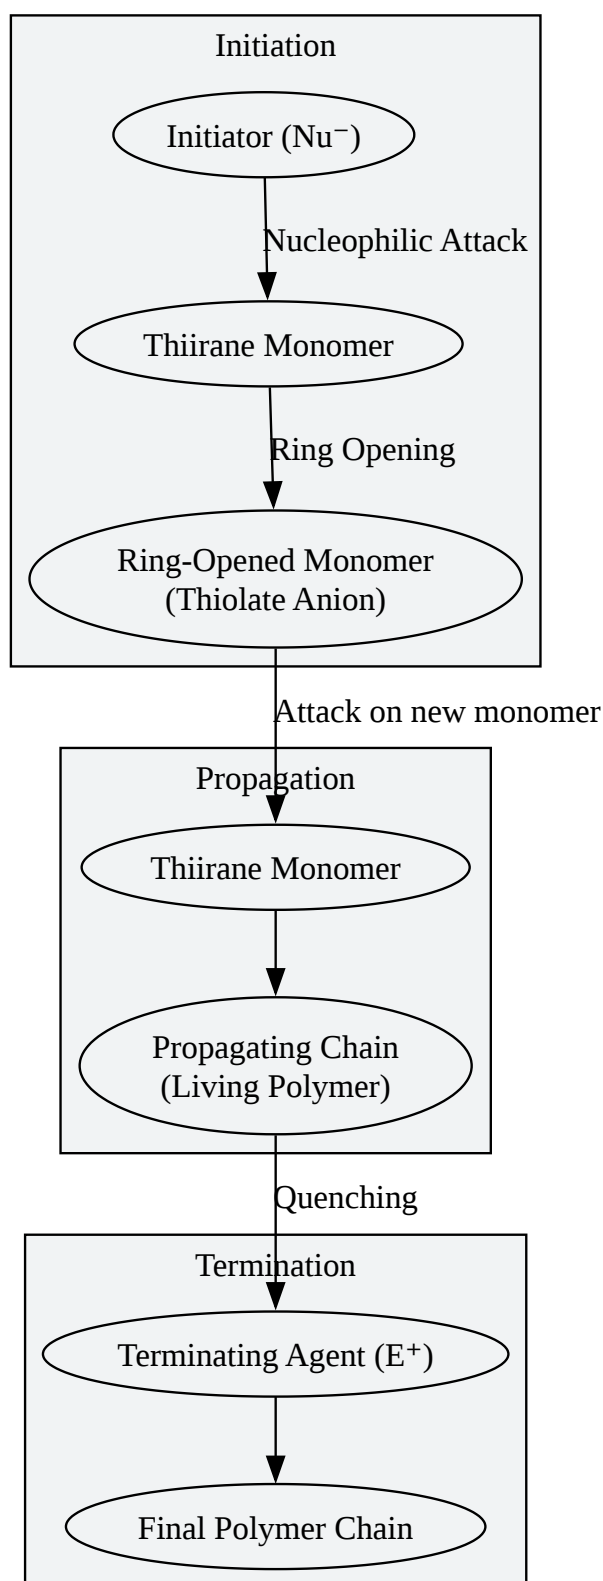 Initiation
Initiator (Nu⁻)
Nucleophilic Attack
Thiirane Monomer
Ring Opening
Ring-Opened Monomer
(Thiolate Anion)
Attack on new monomer
Propagation
Thiirane Monomer
Propagating Chain
(Living Polymer)
Quenching
Termination
Terminating Agent (E⁺)
Final Polymer Chain